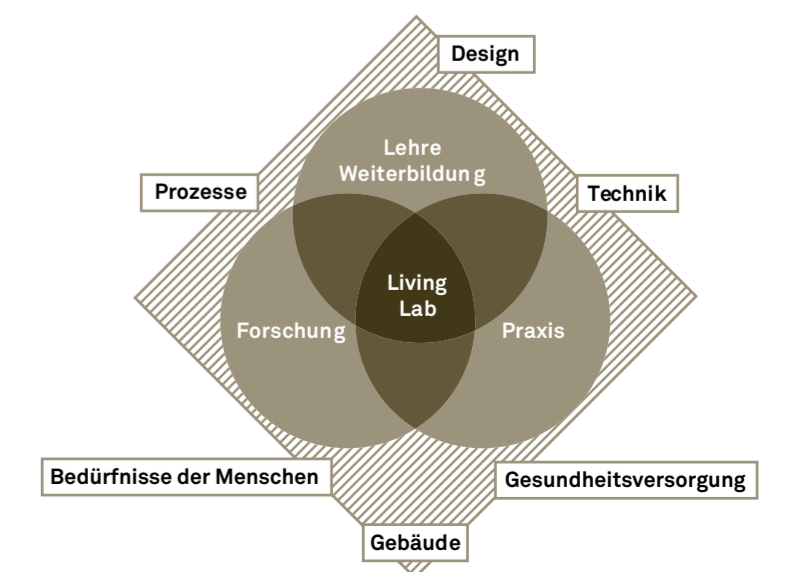 Design
Lehre
Weiterbildung
Prozesse
Technik
Living
Lab
Forschung
Praxis
Bedürfnisse der Menschen
Gesundheitsversorgung
Gebäude